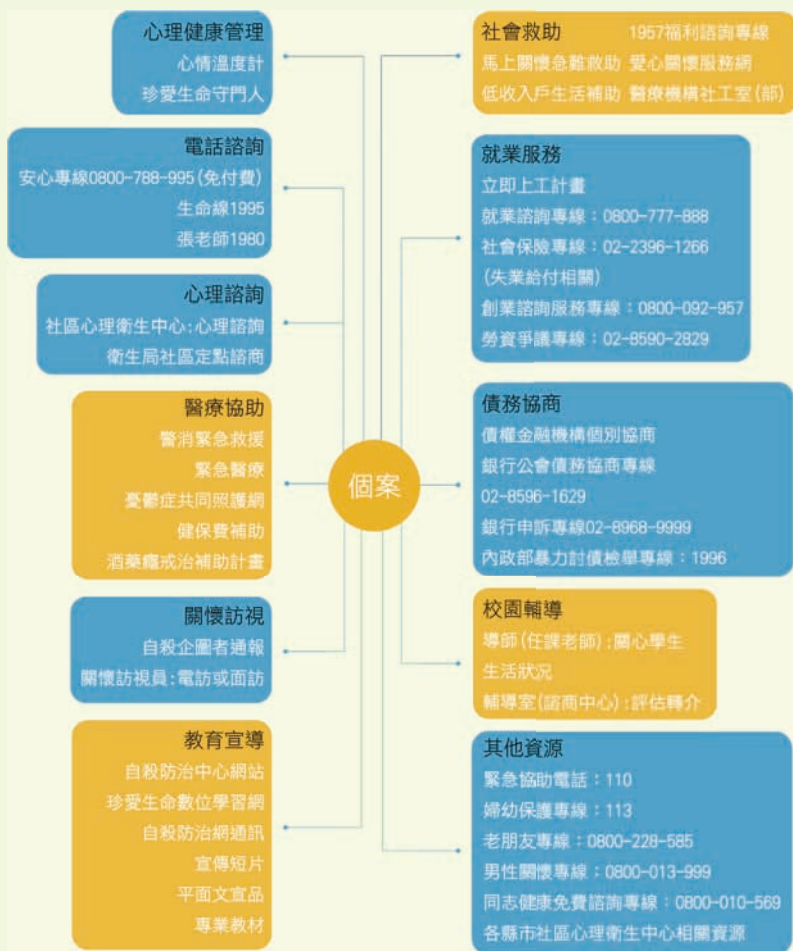 心理健康管理
心情溫度計
珍愛生命守門人
電話諮詢
安心專線0800-788-995(免付費)
生命線1995
張老師1980
心理諮詢
社區心理衛生中心:心理諮詢
衛生局社區定點諮商
醫療協助
警消緊急救援
緊急醫療
憂鬱症共同照護網
健保費補助
酒藥癮戒治補助計畫
關懷訪視
自殺企圖者通報
關懷訪視員:電訪或面訪
教育宣導
自殺防治中心網站
珍愛生命數位學習網
自殺防治網通訊
宣傳短片
平面文宣品
專業教材
個案
社會救助 1957福利諮詢專線
馬上關懷急難救助 愛心關懷服務網
低收入戶生活補助 醫療機構社工室(部)
就業服務
立即上工計畫
就業諮詢專線：0800-777-888
社會保險專線：02-2396-1266
(失業給付相關)
創業諮詢服務專線：0800-092-957
勞資爭議專線：02-8590-2829
債務協商
債權金融機構個別協商
銀行公會債務協商專線
02-8596-1629
銀行申訴專線02-8968-9999
內政部暴力討債檢舉專線：1996
校園輔導
導師(任課老師):關心學生
生活狀況
輔導室(諮商中心):評估轉介
其他資源
緊急協助電話：110
婦幼保護專線：113
老朋友專線：0800-228-585
男性關懷專線：0800-013-999
同志健康免費諮詢專線：0800-010-569
各縣市社區心理衛生中心相關資源